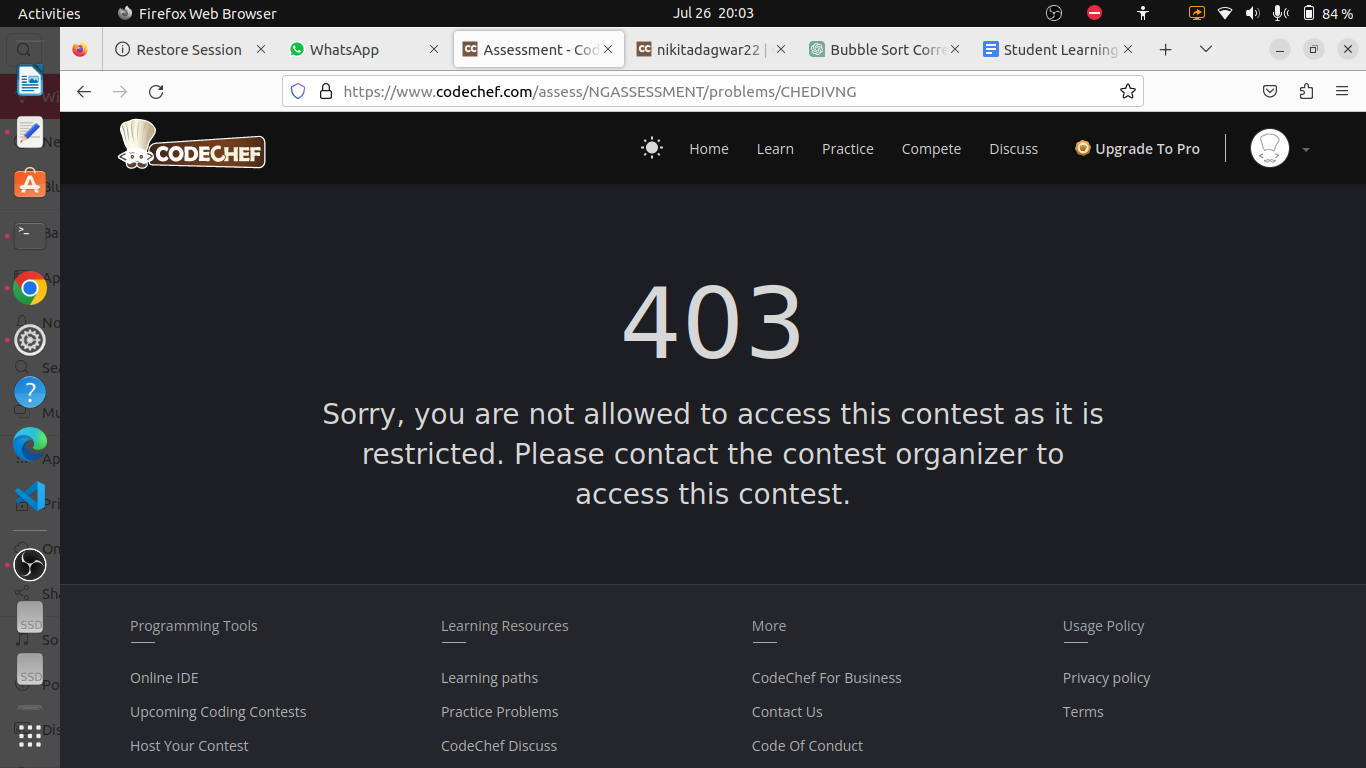 Activities
Firefox Web Browser
Jul 26 20:03
84 %
Restore Session
WhatsApp
Assessment - Cod
nikitadagwar22 |
Bubble Sort Corre
Student Learning
https://www.codechef.com/assess/NGASSESSMENT/problems/CHEDIVNG
CODECHEF
Home
Learn
Practice
Compete
Discuss
Upgrade To Pro
403
Sorry, you are not allowed to access this contest as it is
restricted. Please contact the contest organizer to
access this contest.
Programming Tools
Learning Resources
More
Usage Policy
Online IDE
Learning paths
CodeChef For Business
Privacy policy
Upcoming Coding Contests
Practice Problems
Contact Us
Terms
Host Your Contest
CodeChef Discuss
Code Of Conduct
SSD
SSD